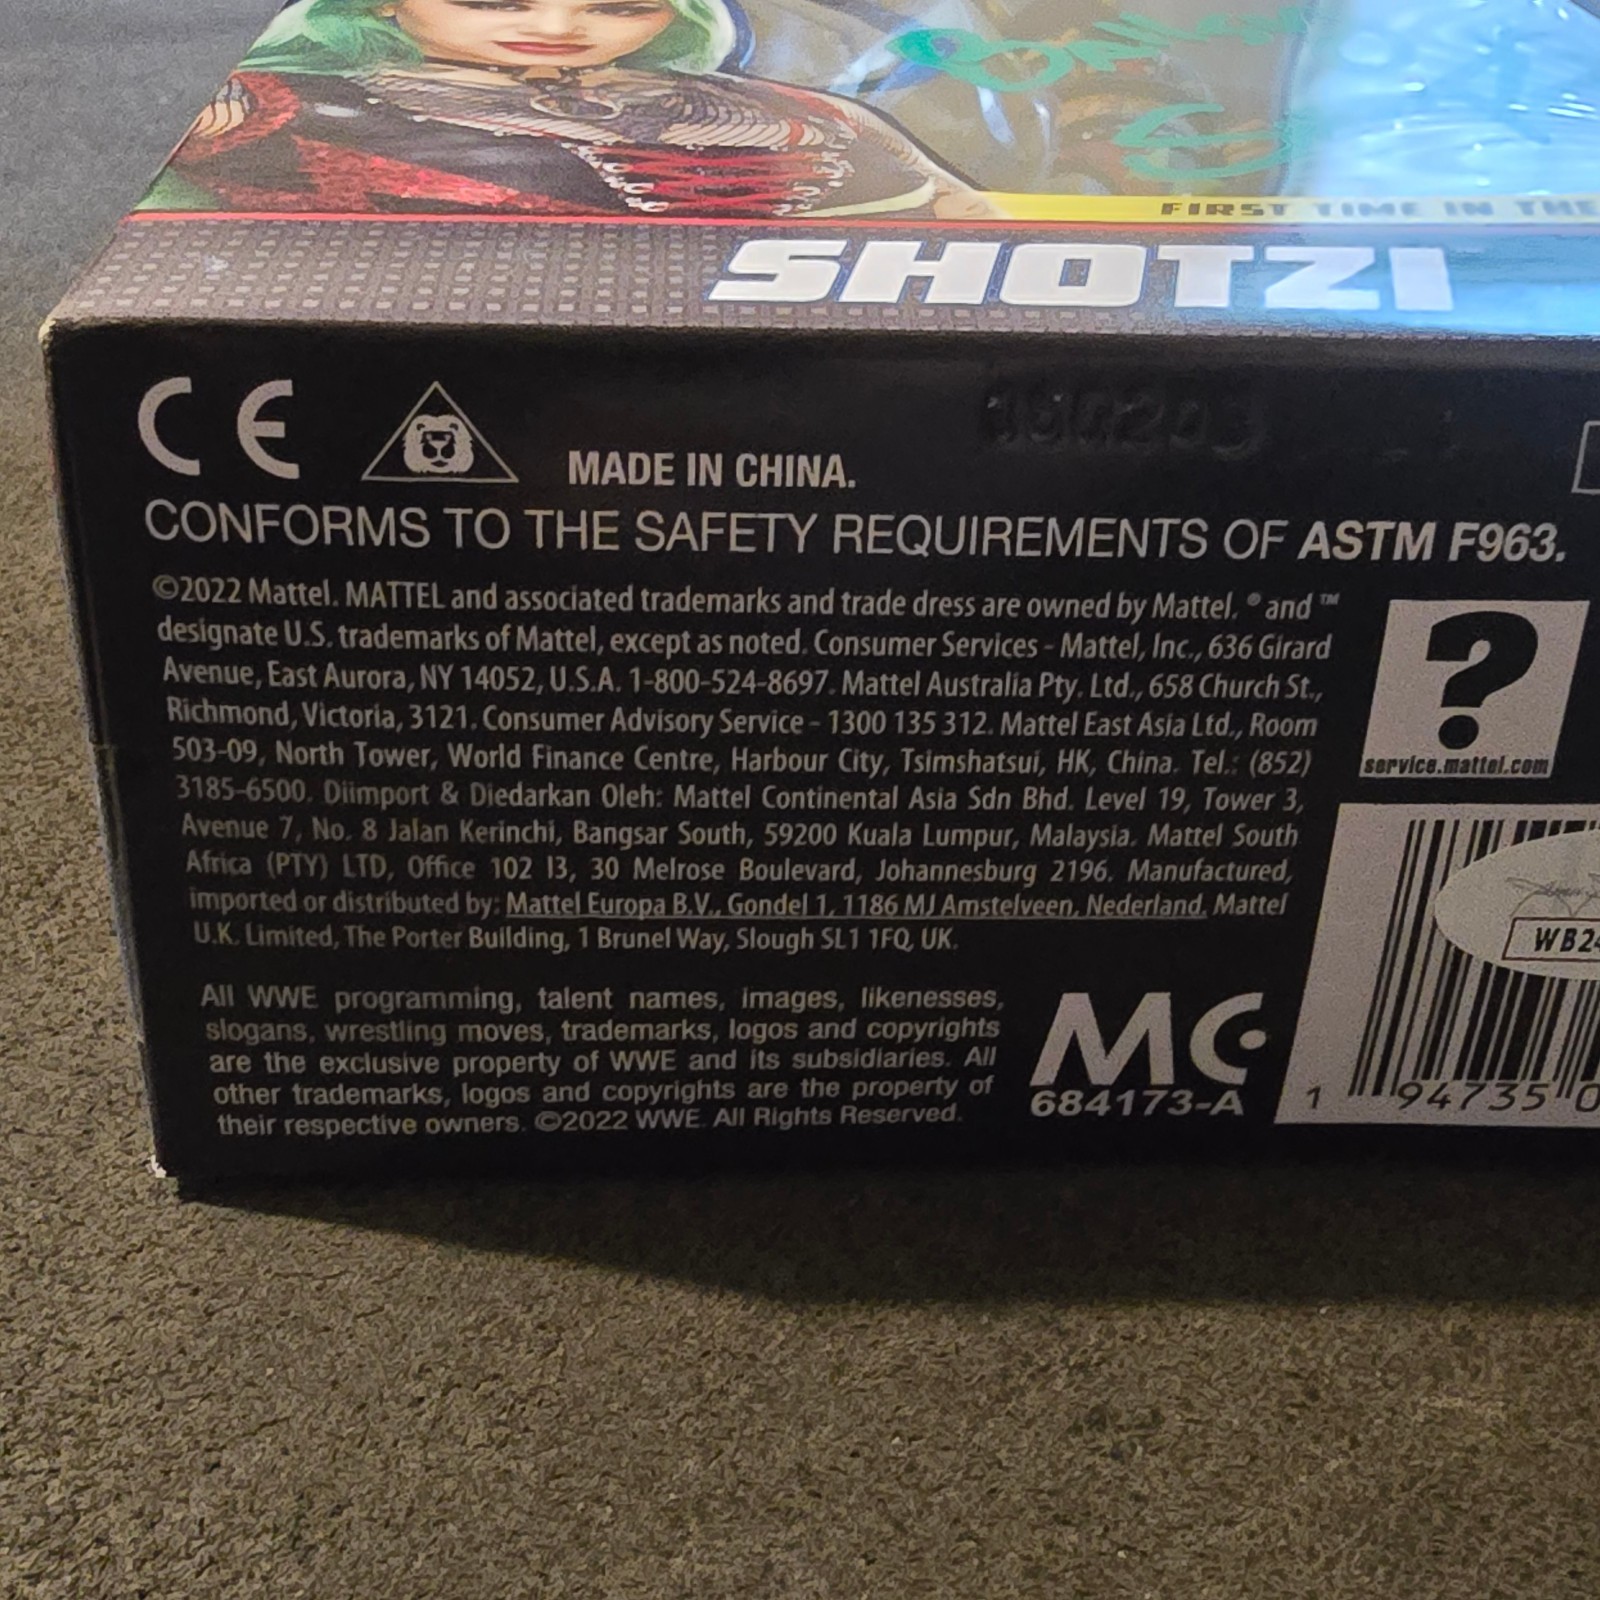 FIRST TIME IN THE
SHOTZI
CE
MADE IN CHINA.
CONFORMS TO THE SAFETY REQUIREMENTS OF ASTM F963.
©2022 Mattel. MATTEL and associated trademarks and trade dress are owned by Mattel. ® and ™
designate U.S. trademarks of Mattel, except as noted. Consumer Services - Mattel, Inc., 636 Girard
Avenue, East Aurora, NY 14052, U.S.A. 1-800-524-8697. Mattel Australia Pty. Ltd., 658 Church St.,
Richmond, Victoria, 3121. Consumer Advisory Service - 1300 135 312. Mattel East Asia Ltd., Room
503-09, North Tower, World Finance Centre, Harbour City, Tsimshatsui, HK, China. Tel.: (852)
3185-6500. Diimport & Diedarkan Oleh: Mattel Continental Asia Sdn Bhd. Level 19, Tower 3,
Avenue 7, No. 8 Jalan Kerinchi, Bangsar South, 59200 Kuala Lumpur, Malaysia. Mattel South
Africa (PTY) LTD, Office 102 I3, 30 Melrose Boulevard, Johannesburg 2196. Manufactured,
imported or distributed by: Mattel Europa B.V., Gondel 1, 1186 MJ Amstelveen, Nederland. Mattel
U.K. Limited, The Porter Building, 1 Brunel Way, Slough SL1 1FQ, UK.
?
service.mattel.com
All WWE programming, talent names, images, likenesses,
slogans, wrestling moves, trademarks, logos and copyrights
are the exclusive property of WWE and its subsidiaries. All
other trademarks, logos and copyrights are the property of
their respective owners. ©2022 WWE. All Rights Reserved.
MC
684173-A
WB24
1 94735 0